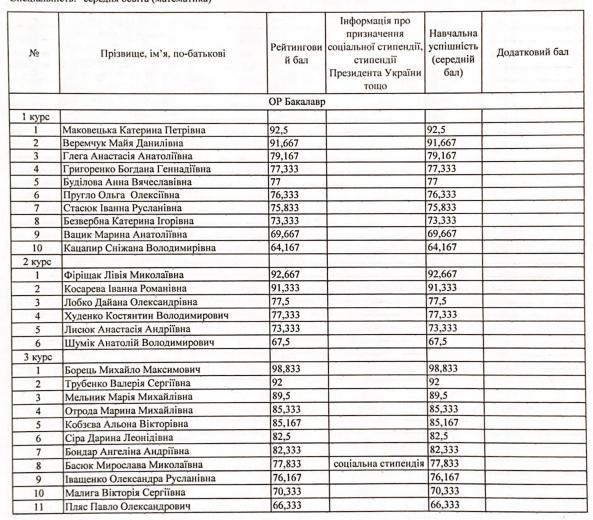 Спеціальність: середня освіта (математика)
№ Прізвище, ім’я, по-батькові Рейтинговий бал Інформація про призначення соціальної стипендії, стипендії Президента України тощо Навчальна успішність (середній бал) Додатковий бал
ОР Бакалавр
1 курс
1 Маковецька Катерина Петрівна 92,5 92,5
2 Веремчук Майя Данилівна 91,667 91,667
3 Глега Анастасія Анатоліївна 79,167 79,167
4 Григоренко Богдана Геннадіївна 77,333 77,333
5 Буділова Анна Вячеславівна 77 77
6 Пругло Ольга Олексіївна 76,333 76,333
7 Стасюк Іванна Русланівна 75,833 75,833
8 Безвербна Катерина Ігорівна 73,333 73,333
9 Вацик Марина Анатоліївна 69,667 69,667
10 Кацапир Сніжана Володимирівна 64,167 64,167
2 курс
1 Фіріщак Лівія Миколаївна 92,667 92,667
2 Косарева Іванна Романівна 91,333 91,333
3 Лобко Дайана Олександрівна 77,5 77,5
4 Худенко Костянтин Володимирович 77,333 77,333
5 Лисюк Анастасія Андріївна 73,333 73,333
6 Шумік Анатолій Володимирович 67,5 67,5
3 курс
1 Борець Михайло Максимович 98,833 98,833
2 Трубенко Валерія Сергіївна 92 92
3 Мельник Марія Михайлівна 89,5 89,5
4 Отрода Марина Михайлівна 85,333 85,333
5 Кобзєва Альона Вікторівна 85,167 85,167
6 Сіра Дарина Леонідівна 82,5 82,5
7 Бондар Ангеліна Андріївна 82,333 82,333
8 Басюк Мирослава Миколаївна 77,833 соціальна стипендія 77,833
9 Іващенко Олександра Русланівна 76,167 76,167
10 Малига Вікторія Сергіївна 70,333 70,333
11 Пляс Павло Олександрович 66,333 66,333